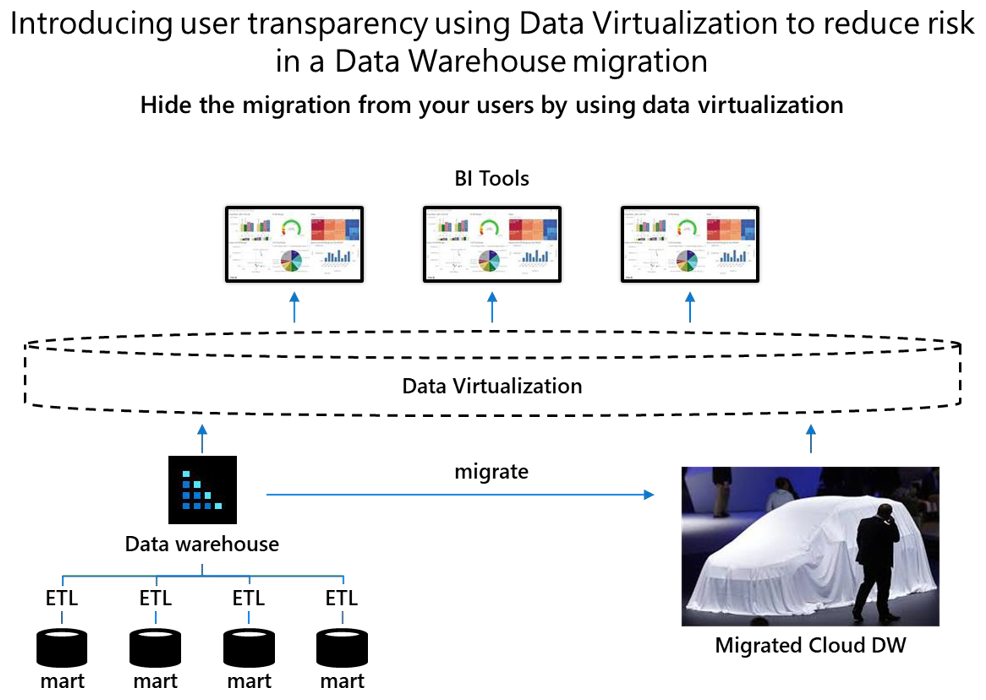 Introducing user transparency using Data Virtualization to reduce risk
in a Data Warehouse migration
Hide the migration from your users by using data virtualization
BI Tools
Data Virtualization
migrate
Data warehouse
ETL ETL ETL ETL
mart mart mart mart
Migrated Cloud DW